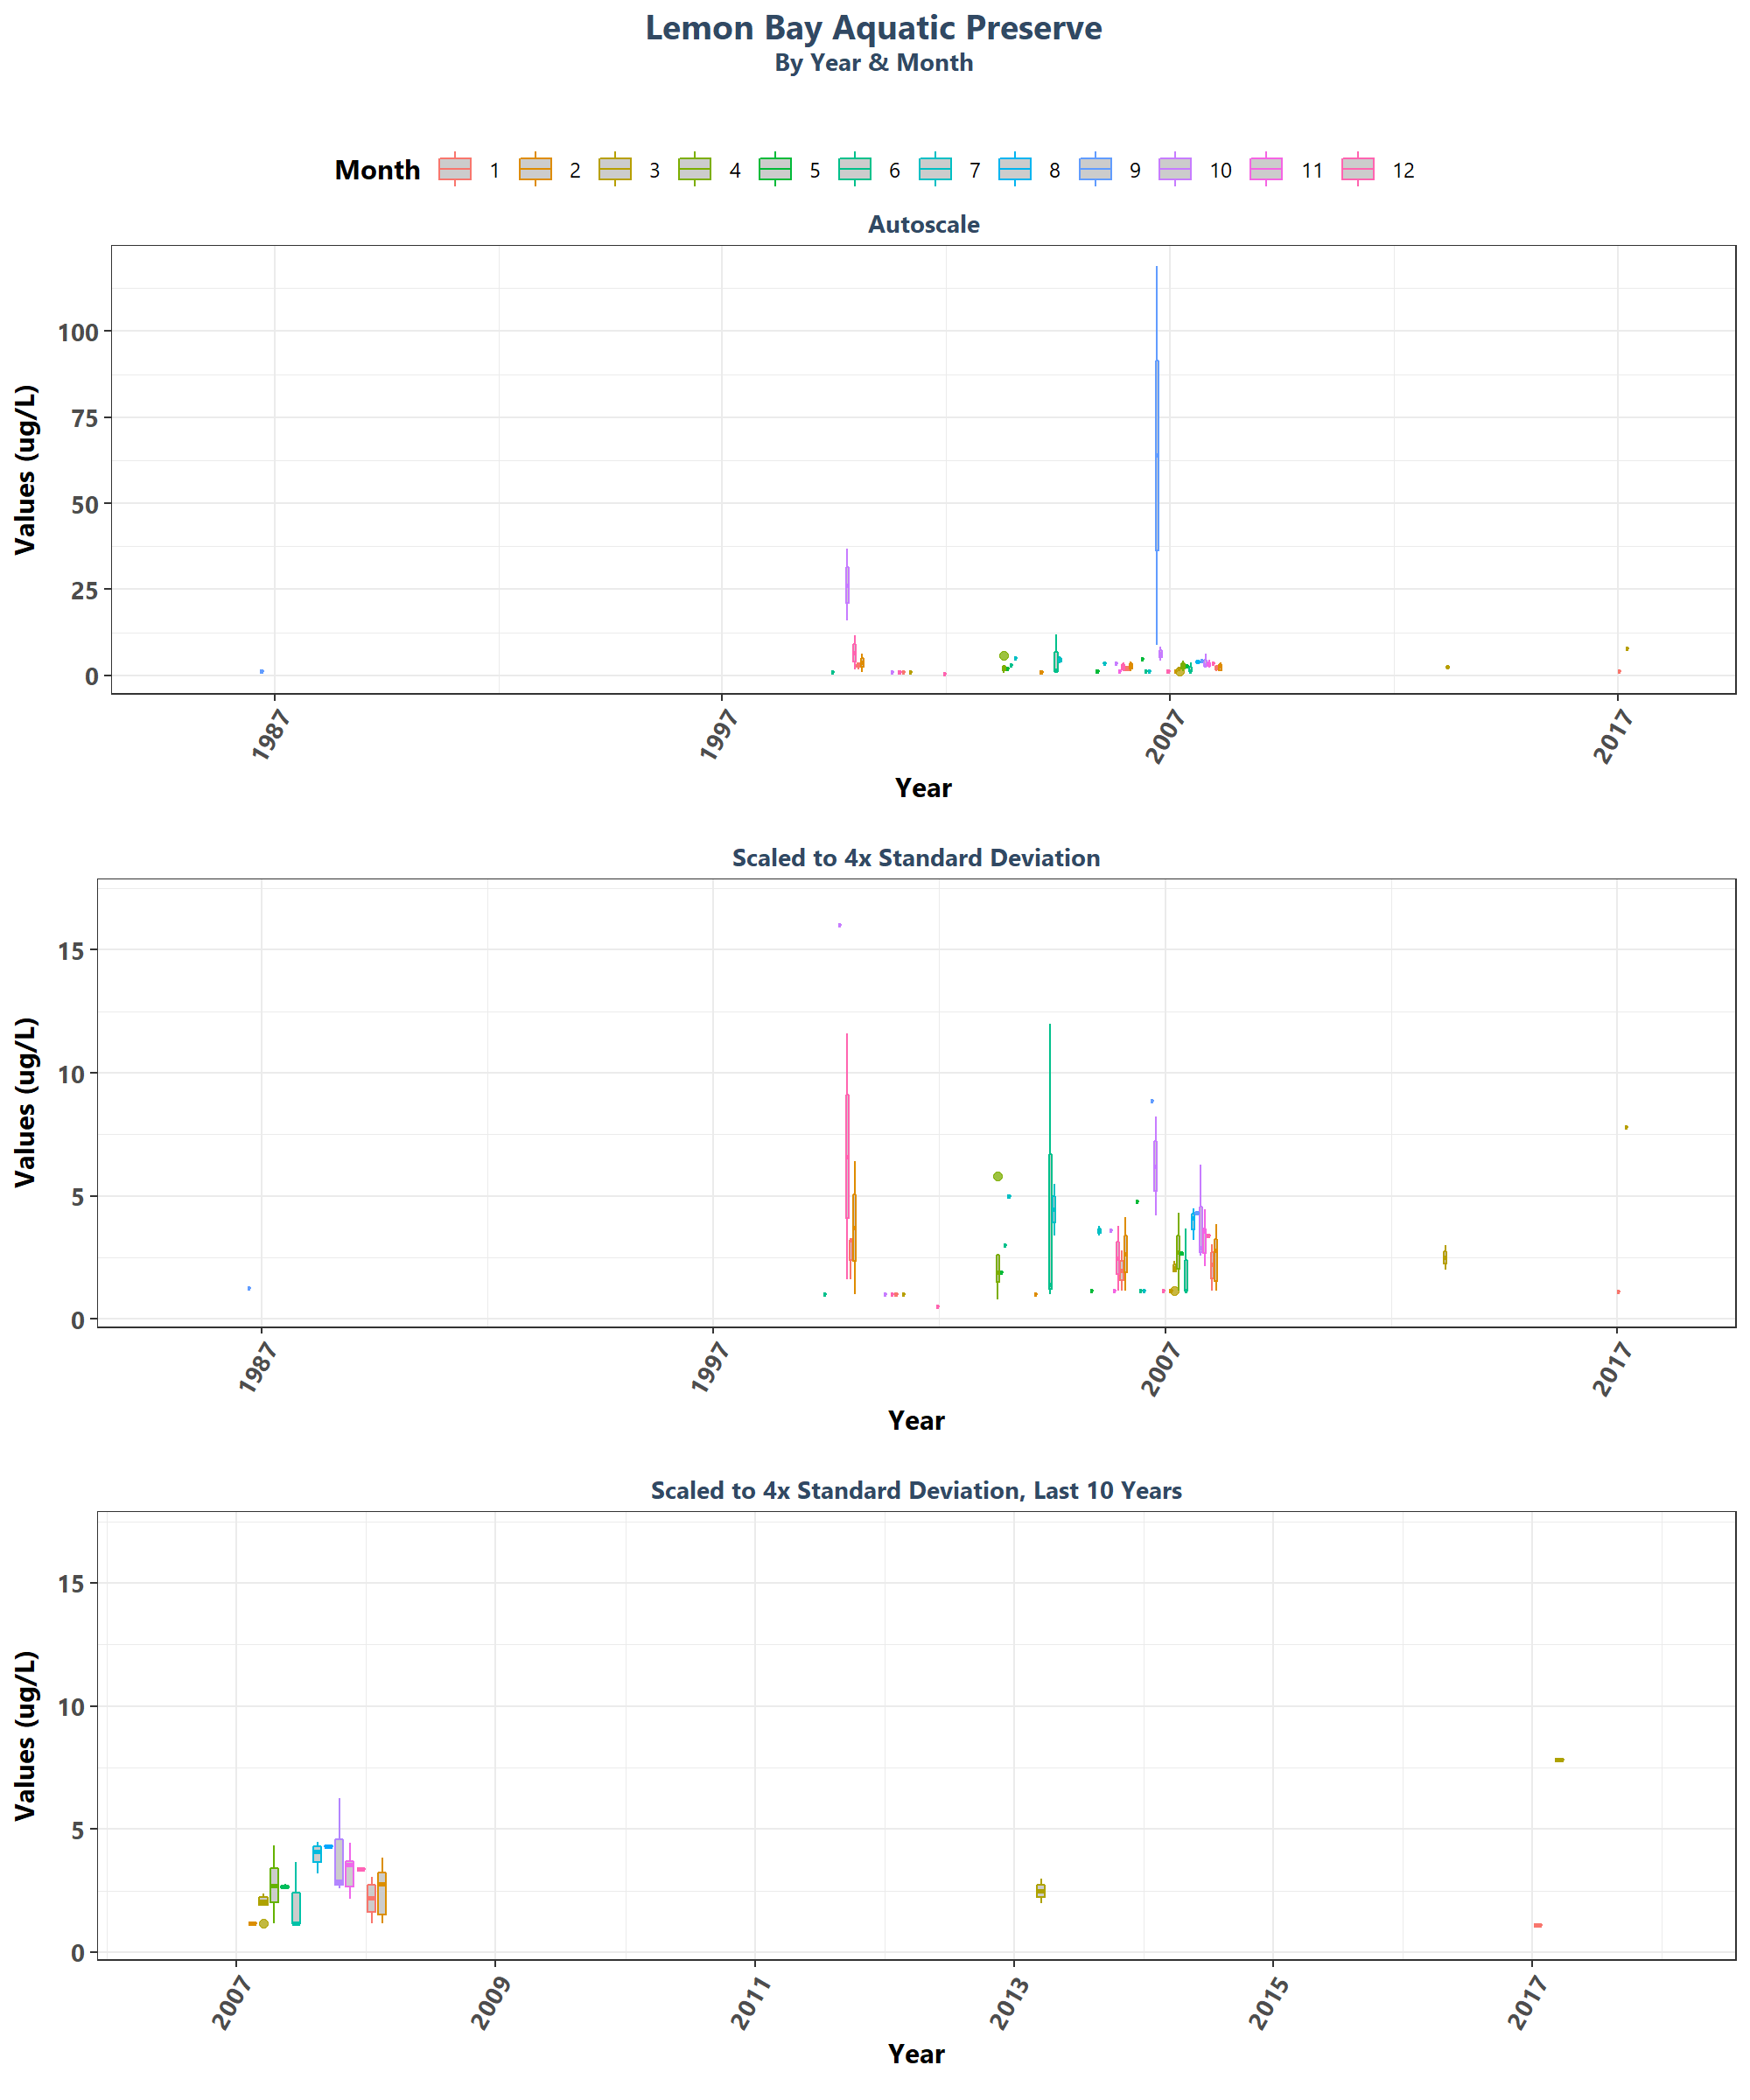 Lemon Bay Aquatic Preserve
By Year & Month
Month 1 2 3 4 5 6 7 8 9 10 11 12
Autoscale
Values (ug/L)
100
75
50
25
0
1987 1997 2007 2017
Year
Scaled to 4x Standard Deviation
Values (ug/L)
15
10
5
0
1987 1997 2007 2017
Year
Scaled to 4x Standard Deviation, Last 10 Years
Values (ug/L)
15
10
5
0
2007 2009 2011 2013 2015 2017
Year